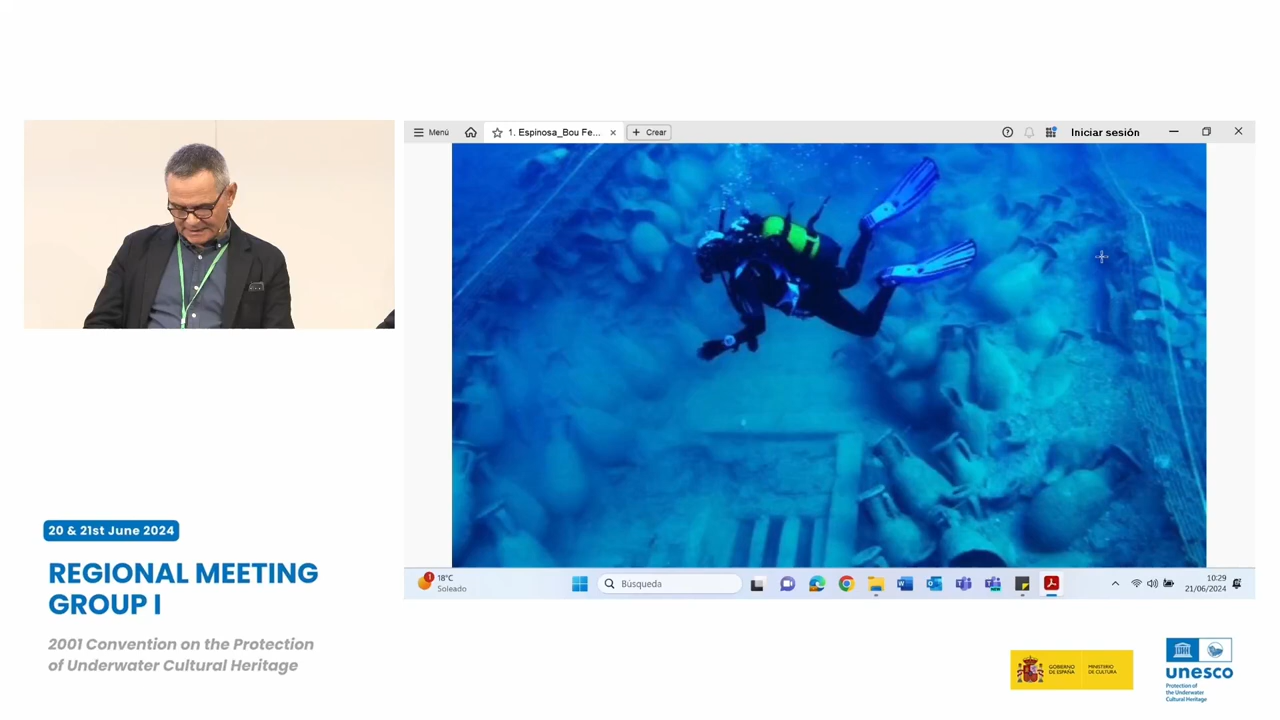 Menú
1. Espinosa_Bou Fe...
Crear
Iniciar sesión
20 & 21st June 2024
REGIONAL MEETING
GROUP I
2001 Convention on the Protection
of Underwater Cultural Heritage
1
18°C
Soleado
Búsqueda
10:29
21/06/2024
GOBIERNO
DE ESPAÑA
MINISTERIO
DE CULTURA
unesco
Protection of
the Underwater
Cultural Heritage